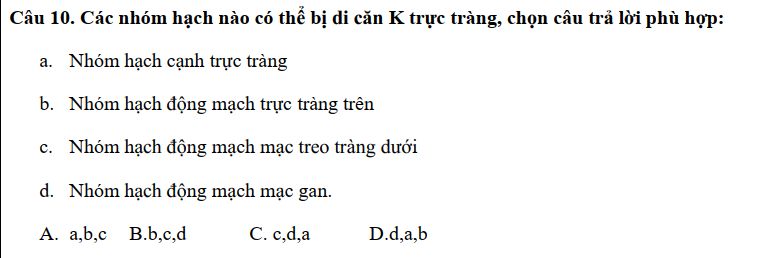 Câu 10. Các nhóm hạch nào có thể bị di căn K trực tràng, chọn câu trả lời phù hợp:
a. Nhóm hạch cạnh trực tràng
b. Nhóm hạch động mạch trực tràng trên
c. Nhóm hạch động mạch mạc treo tràng dưới
d. Nhóm hạch động mạch mạc gan.
A. a,b,c B.b,c,d C. c,d,a D.d,a,b